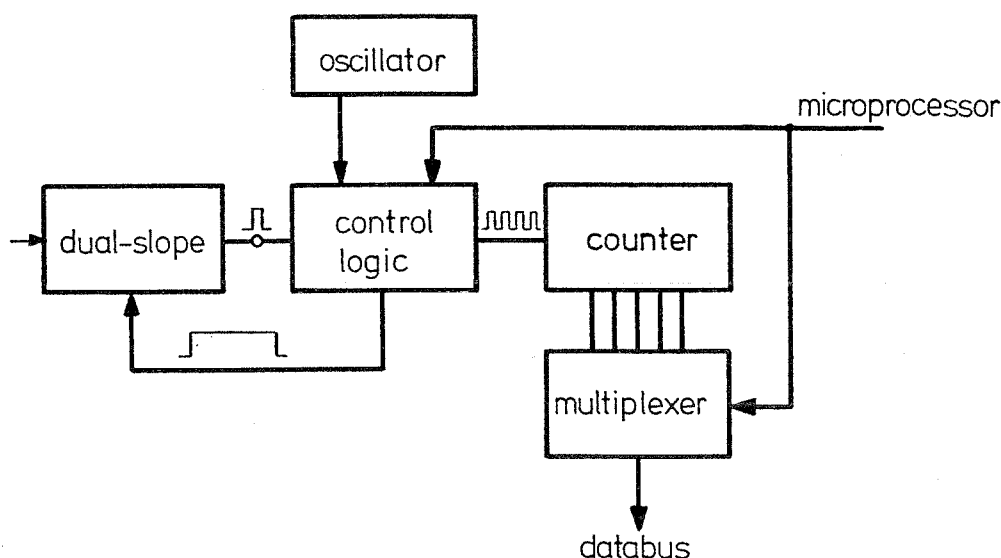 oscillator
microprocessor
dual-slope
control
logic
counter
multiplexer
databus